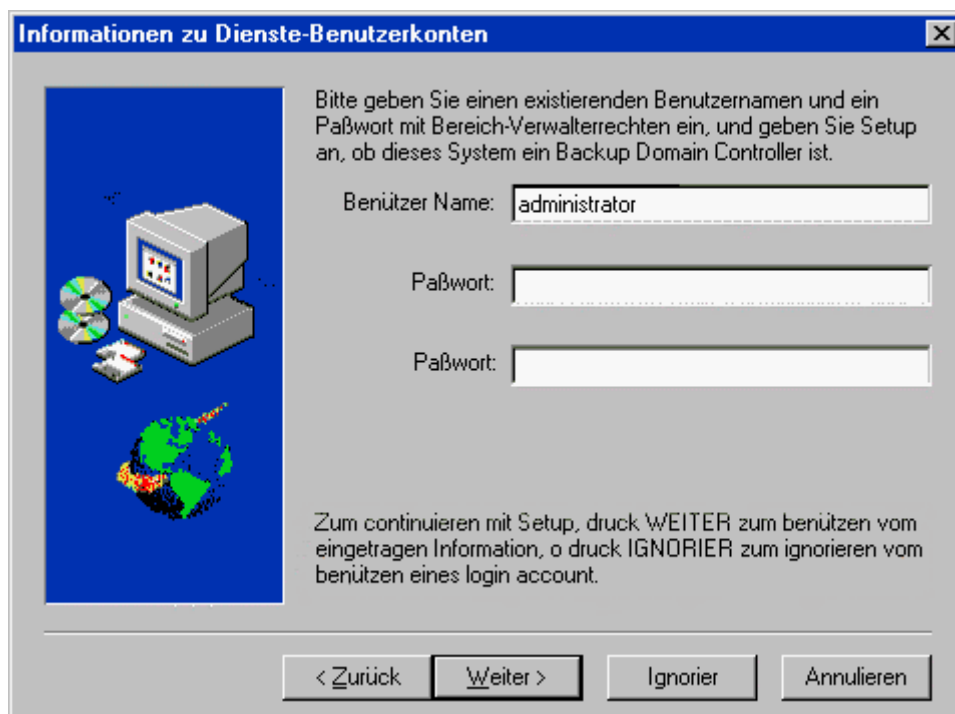 Informationen zu Dienste-Benutzerkonten
Bitte geben Sie einen existierenden Benutzernamen und ein
Paßwort mit Bereich-Verwalterrechten ein, und geben Sie Setup
an, ob dieses System ein Backup Domain Controller ist.
Benützer Name: administrator
Paßwort:
Paßwort:
Zum continuieren mit Setup, druck WEITER zum benützen vom
eingetragen Information, o druck IGNORIER zum ignorieren vom
benützen eines login account.
< Zurück Weiter > Ignorier Annulieren